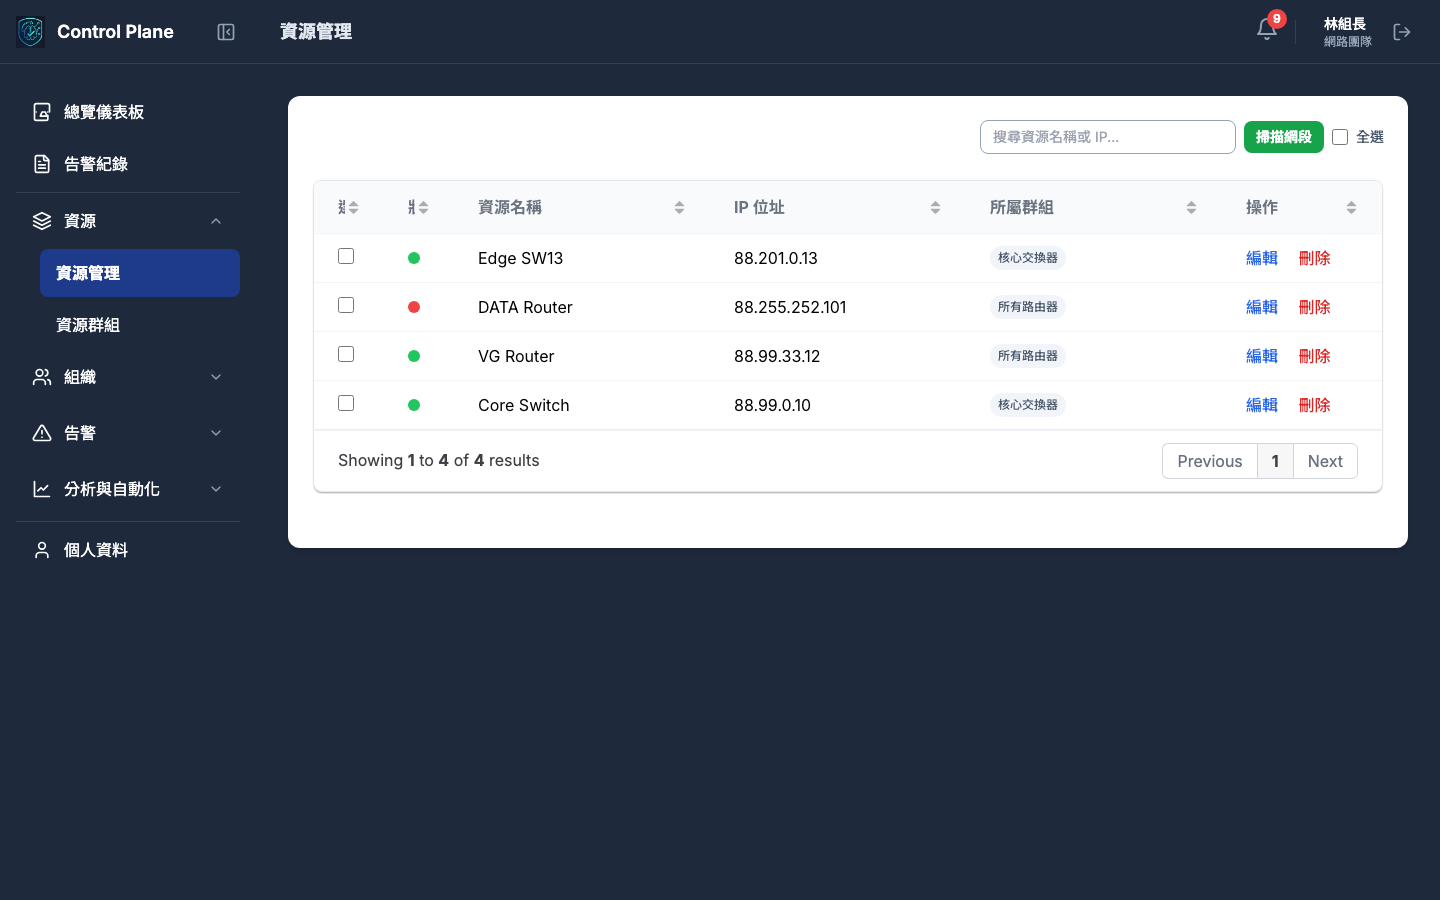 Control Plane
資源管理
9
林組長
網路團隊
總覽儀表板
告警紀錄
資源
資源管理
資源群組
組織
告警
分析與自動化
個人資料
搜尋資源名稱或 IP...
掃描網段
全選
資源名稱 IP 位址 所屬群組 操作
Edge SW13 88.201.0.13 核心交換器 編輯 刪除
DATA Router 88.255.252.101 所有路由器 編輯 刪除
VG Router 88.99.33.12 所有路由器 編輯 刪除
Core Switch 88.99.0.10 核心交換器 編輯 刪除
Showing 1 to 4 of 4 results
Previous 1 Next